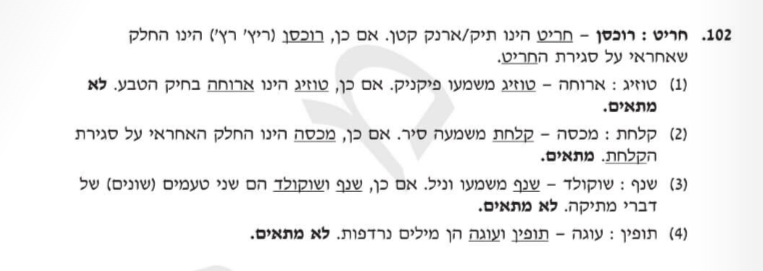 102. חריט : רוכסן – חריט הינו תיק/ארנק קטן. אם כן, רוכסן (ריץ' רץ') הינו החלק
שאחראי על סגירת החריט.
(1) טוזיג : ארוחה – טוזיג משמעו פיקניק. אם כן, טוזיג הינו ארוחה בחיק הטבע. לא
מתאים.
(2) קלחת : מכסה – קלחת משמעה סיר. אם כן, מכסה הינו החלק האחראי על סגירת
הקלחת. מתאים.
(3) שנף : שוקולד – שנף משמעו וניל. אם כן, שנף ושוקולד הם שני טעמים (שונים) של
דברי מתיקה. לא מתאים.
(4) תופין : עוגה – תופין ועוגה הן מילים נרדפות. לא מתאים.